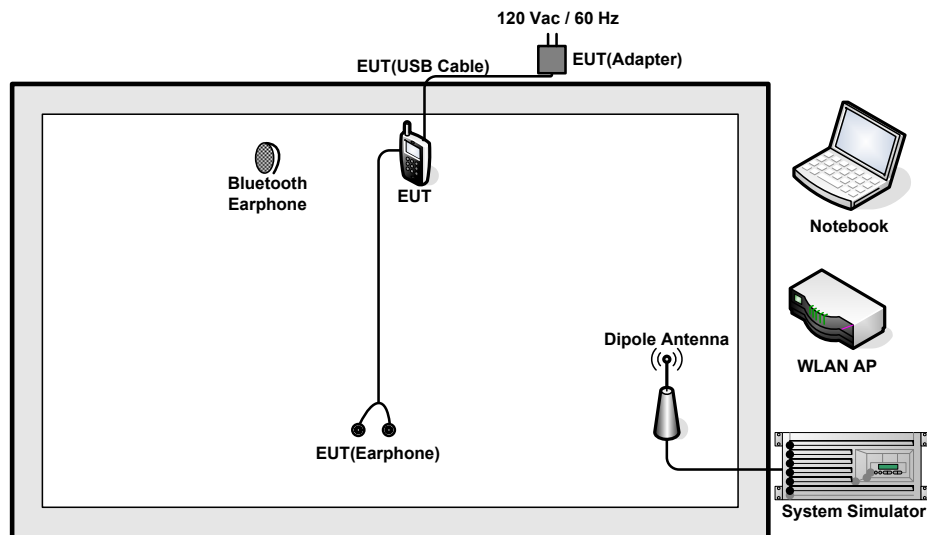 120 Vac / 60 Hz
EUT(USB Cable)
EUT(Adapter)
Bluetooth
Earphone
EUT
Notebook
Dipole Antenna
WLAN AP
EUT(Earphone)
System Simulator